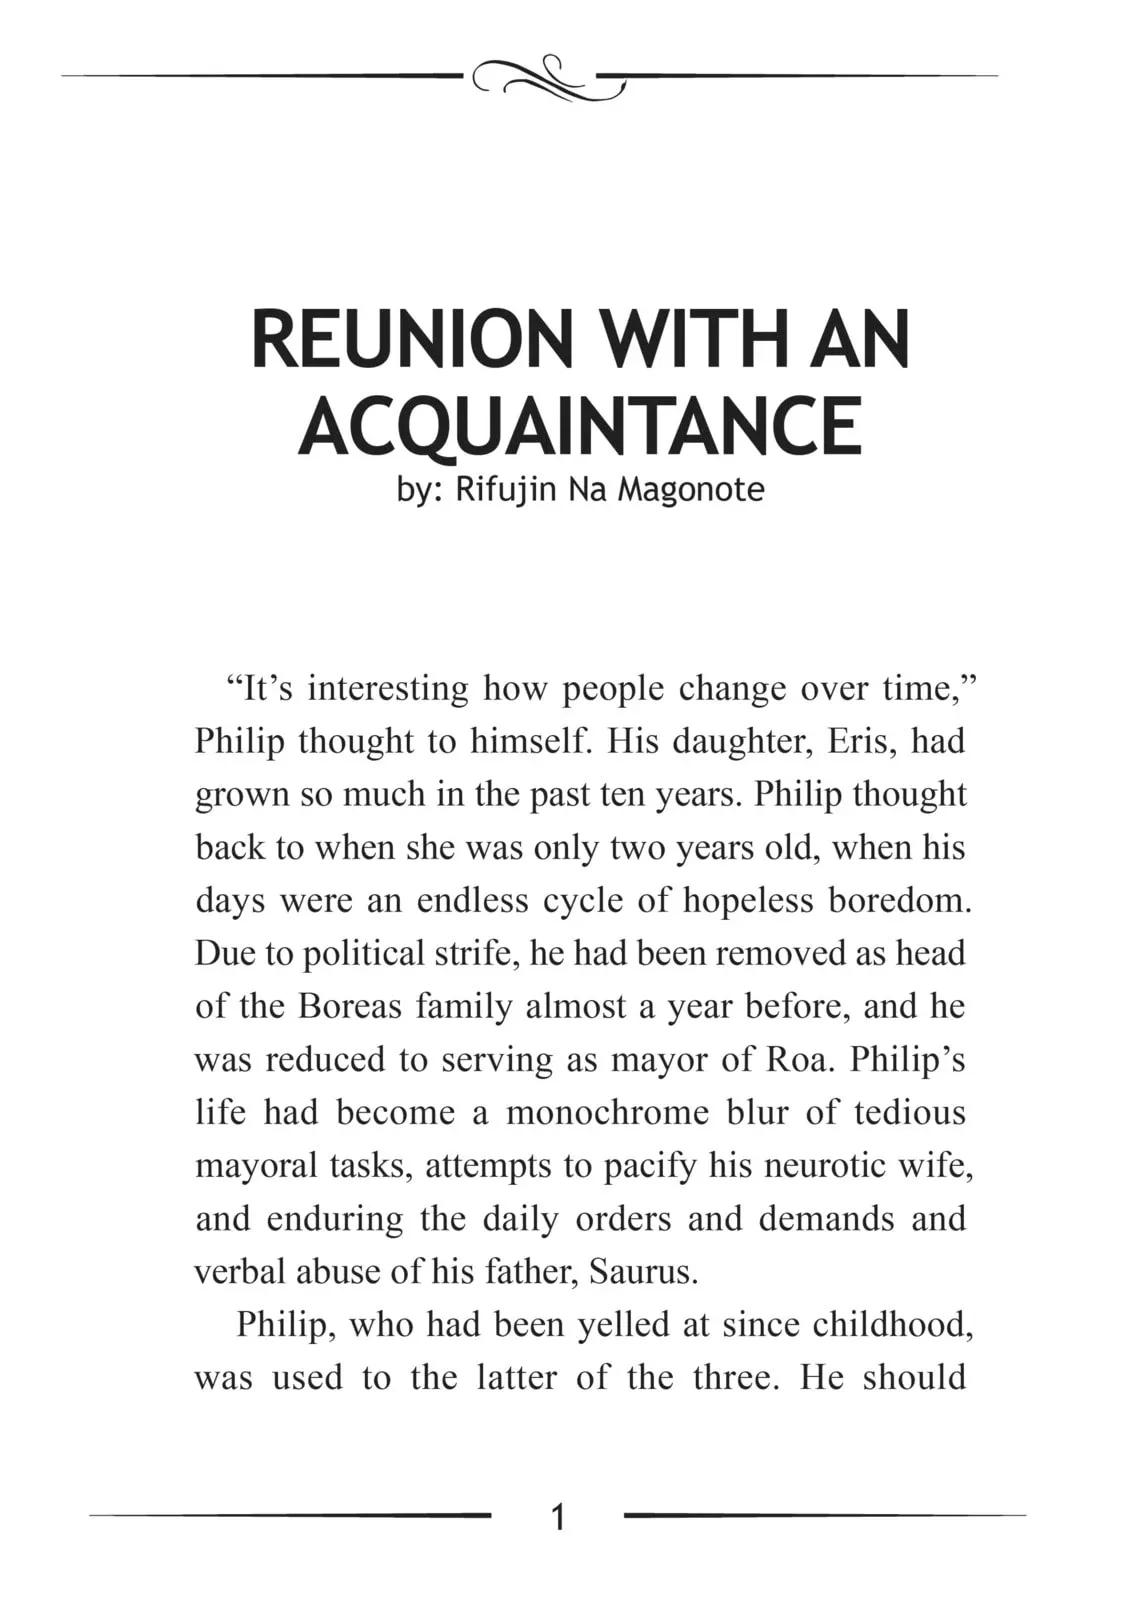 REUNION WITH AN
ACQUAINTANCE
by: Rifujin Na Magonote
“It’s interesting how people change over time,”
Philip thought to himself. His daughter, Eris, had
grown so much in the past ten years. Philip thought
back to when she was only two years old, when his
days were an endless cycle of hopeless boredom.
Due to political strife, he had been removed as head
of the Boreas family almost a year before, and he
was reduced to serving as mayor of Roa. Philip’s
life had become a monochrome blur of tedious
mayoral tasks, attempts to pacify his neurotic wife,
and enduring the daily orders and demands and
verbal abuse of his father, Saurus.
Philip, who had been yelled at since childhood,
was used to the latter of the three. He should
1